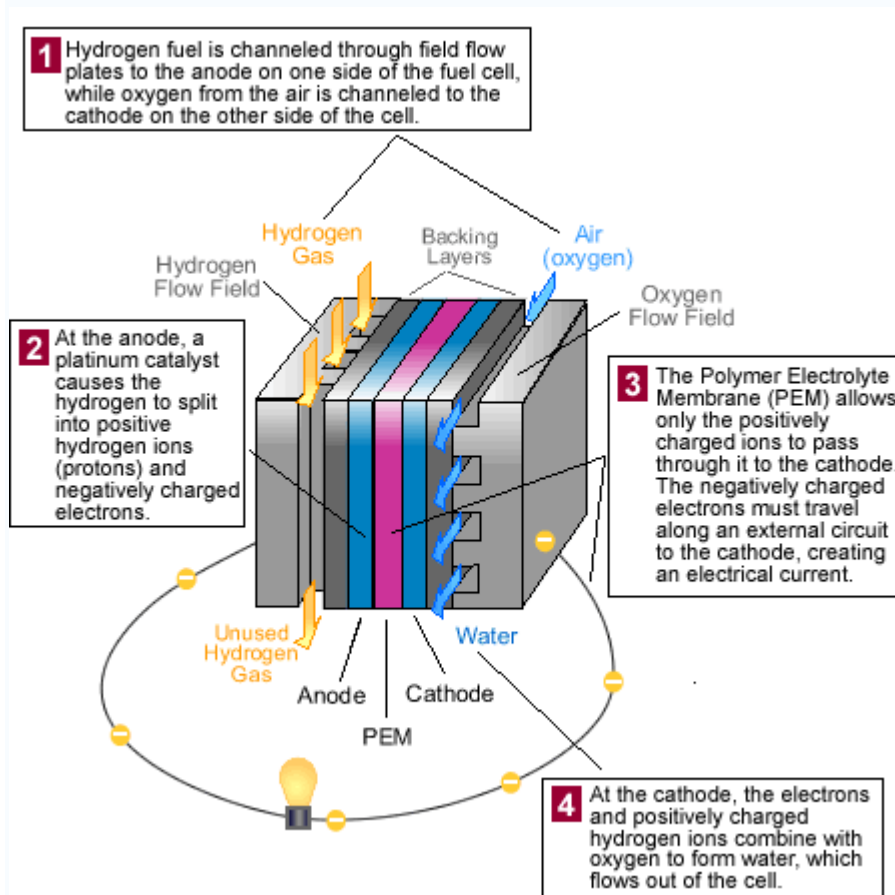 1 Hydrogen fuel is channeled through field flow
plates to the anode on one side of the fuel cell,
while oxygen from the air is channeled to the
cathode on the other side of the cell.
Hydrogen
Gas
Backing
Layers
Air
(oxygen)
Hydrogen
Flow Field
Oxygen
Flow Field
2 At the anode, a
platinum catalyst
causes the
hydrogen to split
into positive
hydrogen ions
(protons) and
negatively charged
electrons.
3 The Polymer Electrolyte
Membrane (PEM) allows
only the positively
charged ions to pass
through it to the cathode.
The negatively charged
electrons must travel
along an external circuit
to the cathode, creating
an electrical current.
Unused
Hydrogen
Gas
Water
Anode
Cathode
PEM
4 At the cathode, the electrons
and positively charged
hydrogen ions combine with
oxygen to form water, which
flows out of the cell.